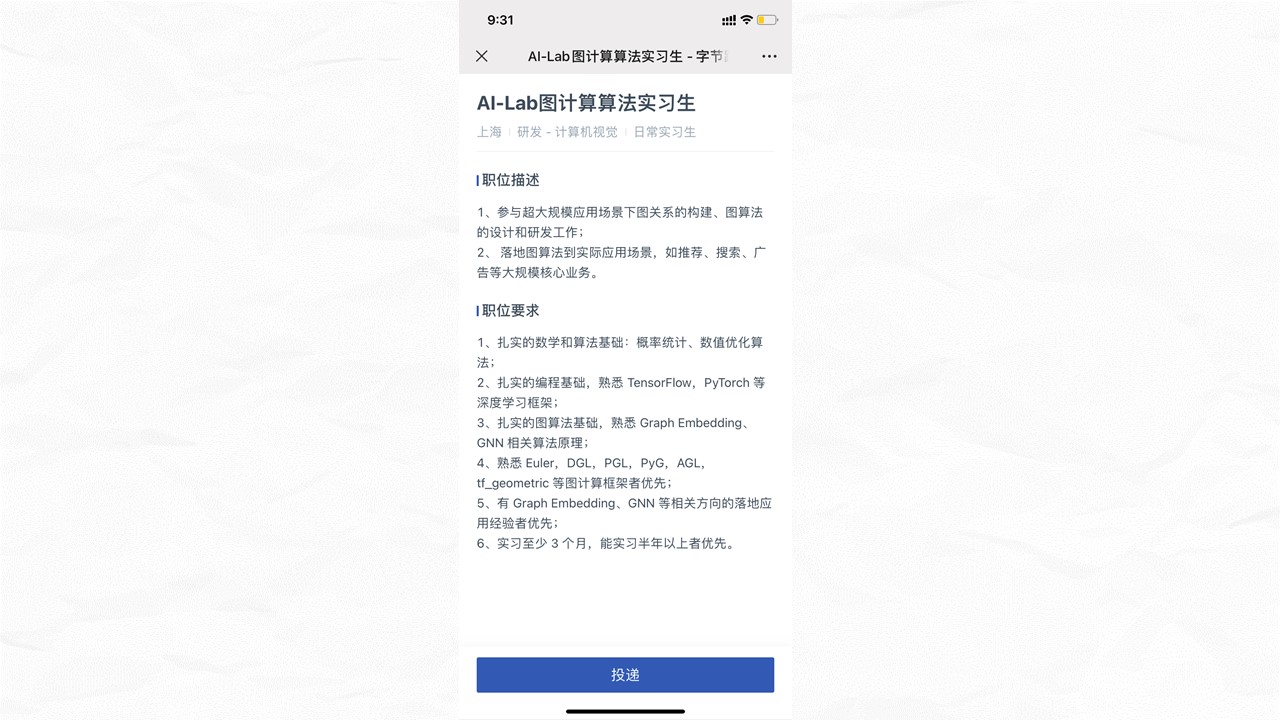 9:31
AI-Lab图计算算法实习生 - 字节
AI-Lab图计算算法实习生
上海 | 研发 - 计算机视觉 | 日常实习生
职位描述
1、参与超大规模应用场景下图关系的构建、图算法
的设计和研发工作；
2、 落地图算法到实际应用场景，如推荐、搜索、广
告等大规模核心业务。
职位要求
1、扎实的数学和算法基础：概率统计、数值优化算
法；
2、扎实的编程基础，熟悉 TensorFlow，PyTorch 等
深度学习框架；
3、扎实的图算法基础，熟悉 Graph Embedding、
GNN 相关算法原理；
4、熟悉 Euler，DGL，PGL，PyG，AGL，
tf_geometric 等图计算框架者优先；
5、有 Graph Embedding、GNN 等相关方向的落地应
用经验者优先；
6、实习至少 3 个月，能实习半年以上者优先。
投递